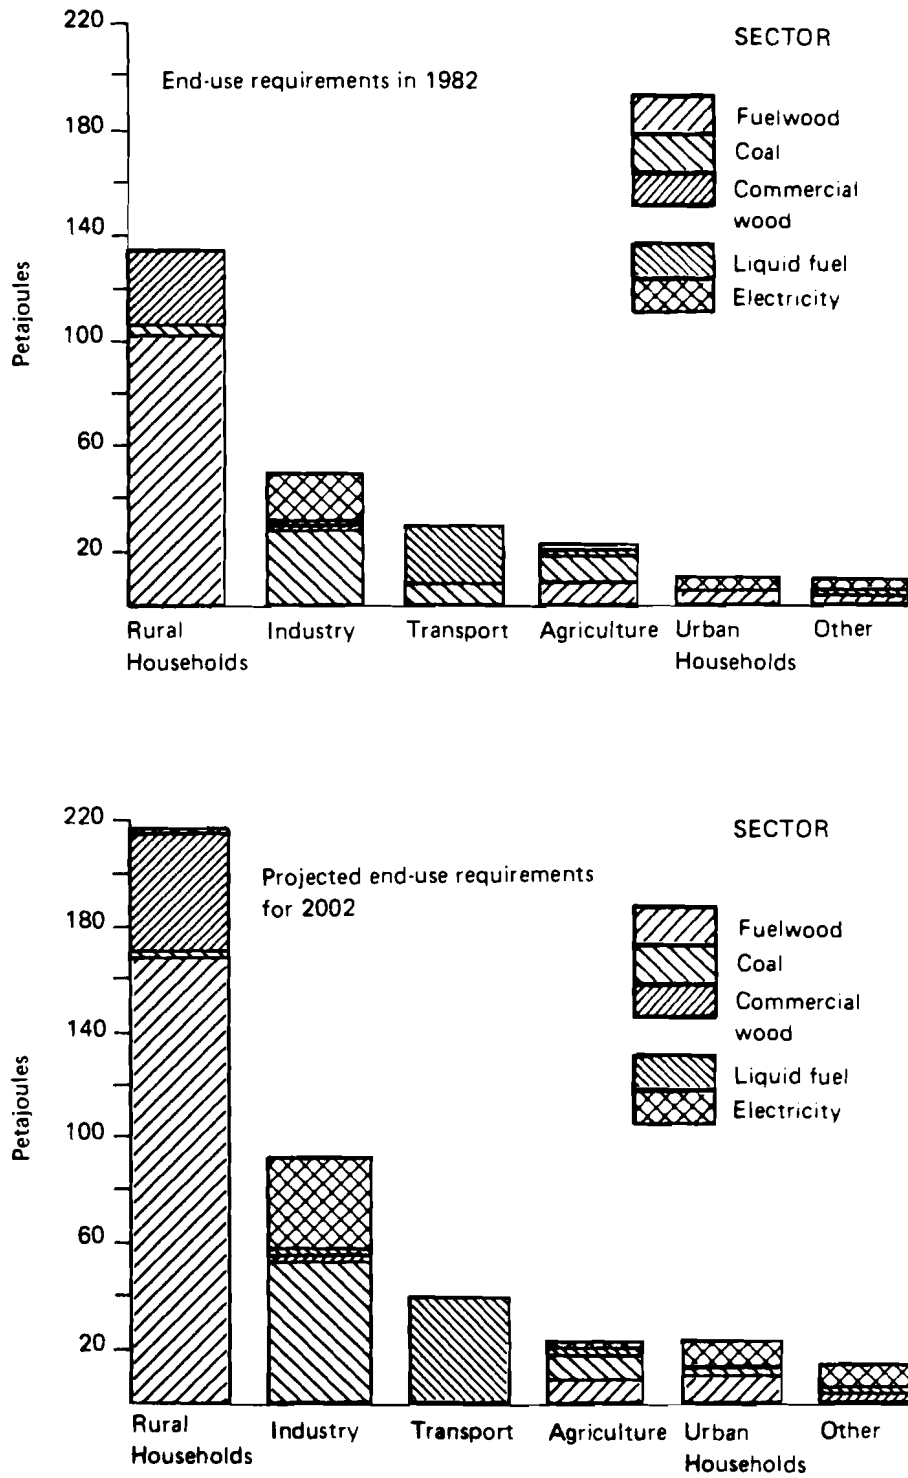 220
180
140
100
60
20
Petajoules
End-use requirements in 1982
SECTOR
Fuelwood
Coal
Commercial
wood
Liquid fuel
Electricity
Rural
Households
Industry
Transport
Agriculture
Urban
Households
Other
220
180
140
100
60
20
Petajoules
Projected end-use requirements
for 2002
SECTOR
Fuelwood
Coal
Commercial
wood
Liquid fuel
Electricity
Rural
Households
Industry
Transport
Agriculture
Urban
Households
Other